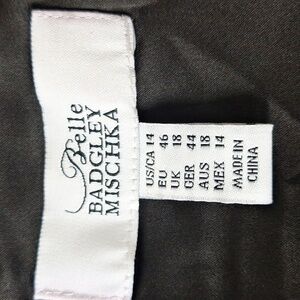 Belle
BADGLEY
MISCHKA
US/CA 14
EU 46
UK 18
GER 44
AUS 18
MEX 14
MADE IN
CHINA